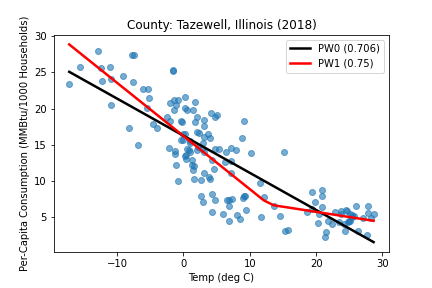 County: Tazewell, Illinois (2018)
PW0 (0.706)
PW1 (0.75)
Per-Capita Consumption (MMBtu/1000 Households)
30
25
20
15
10
5
−10 0 10 20 30
Temp (deg C)